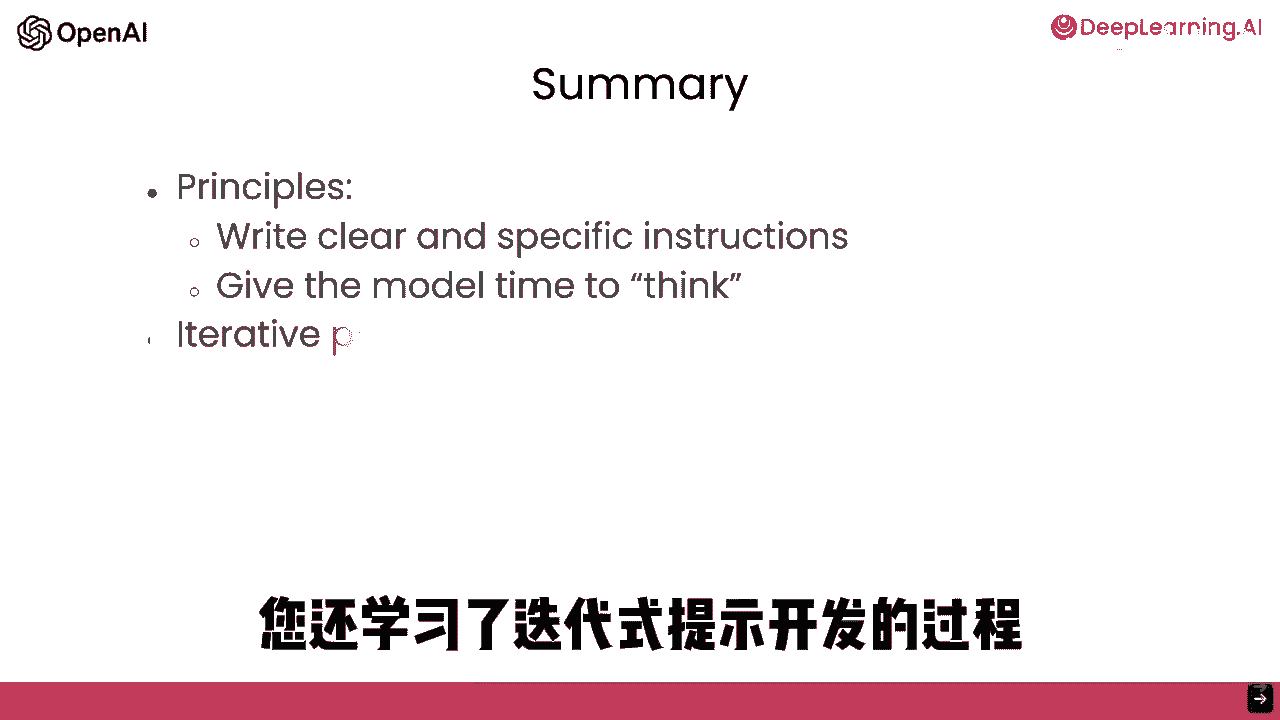 OpenAI
DeepLearning.AI
Summary
• Principles:
○ Write clear and specific instructions
○ Give the model time to “think”
• Iterative p
您还学习了迭代式提示开发的过程